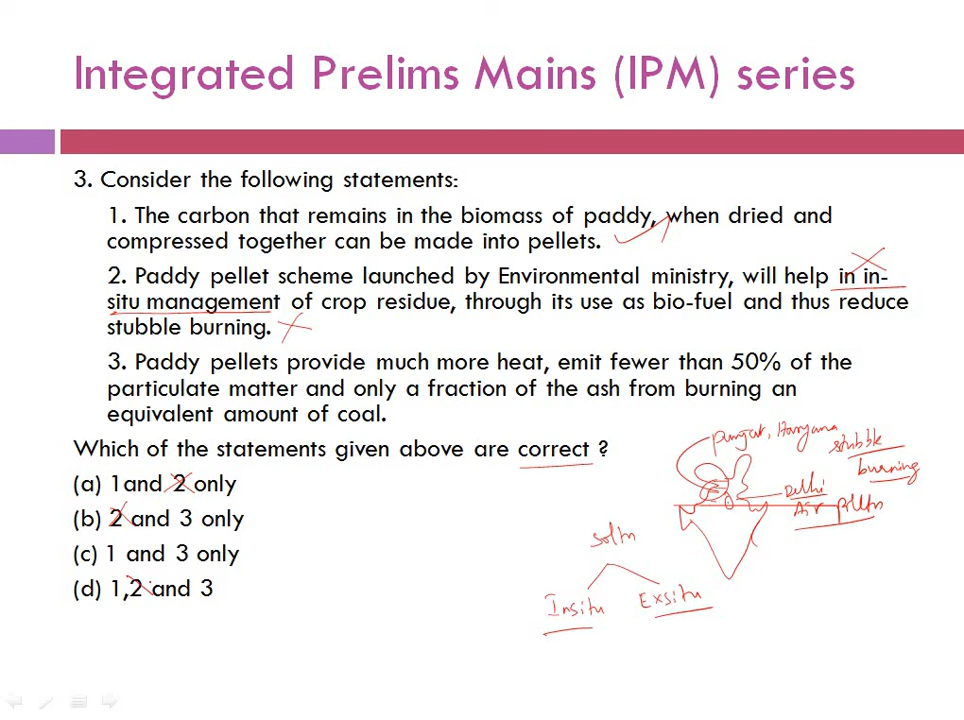 Integrated Prelims Mains (IPM) series
3. Consider the following statements:
1. The carbon that remains in the biomass of paddy, when dried and
compressed together can be made into pellets.
2. Paddy pellet scheme launched by Environmental ministry, will help in in-
situ management of crop residue, through its use as bio-fuel and thus reduce
stubble burning.
3. Paddy pellets provide much more heat, emit fewer than 50% of the
particulate matter and only a fraction of the ash from burning an
equivalent amount of coal.
Which of the statements given above are correct ?
(a) 1and 2 only
(b) 2 and 3 only
(c) 1 and 3 only
(d) 1,2 and 3
Punjab, Haryana
stubble
burning
Delhi
Air polltn
soltn
Insitu
Exsitu